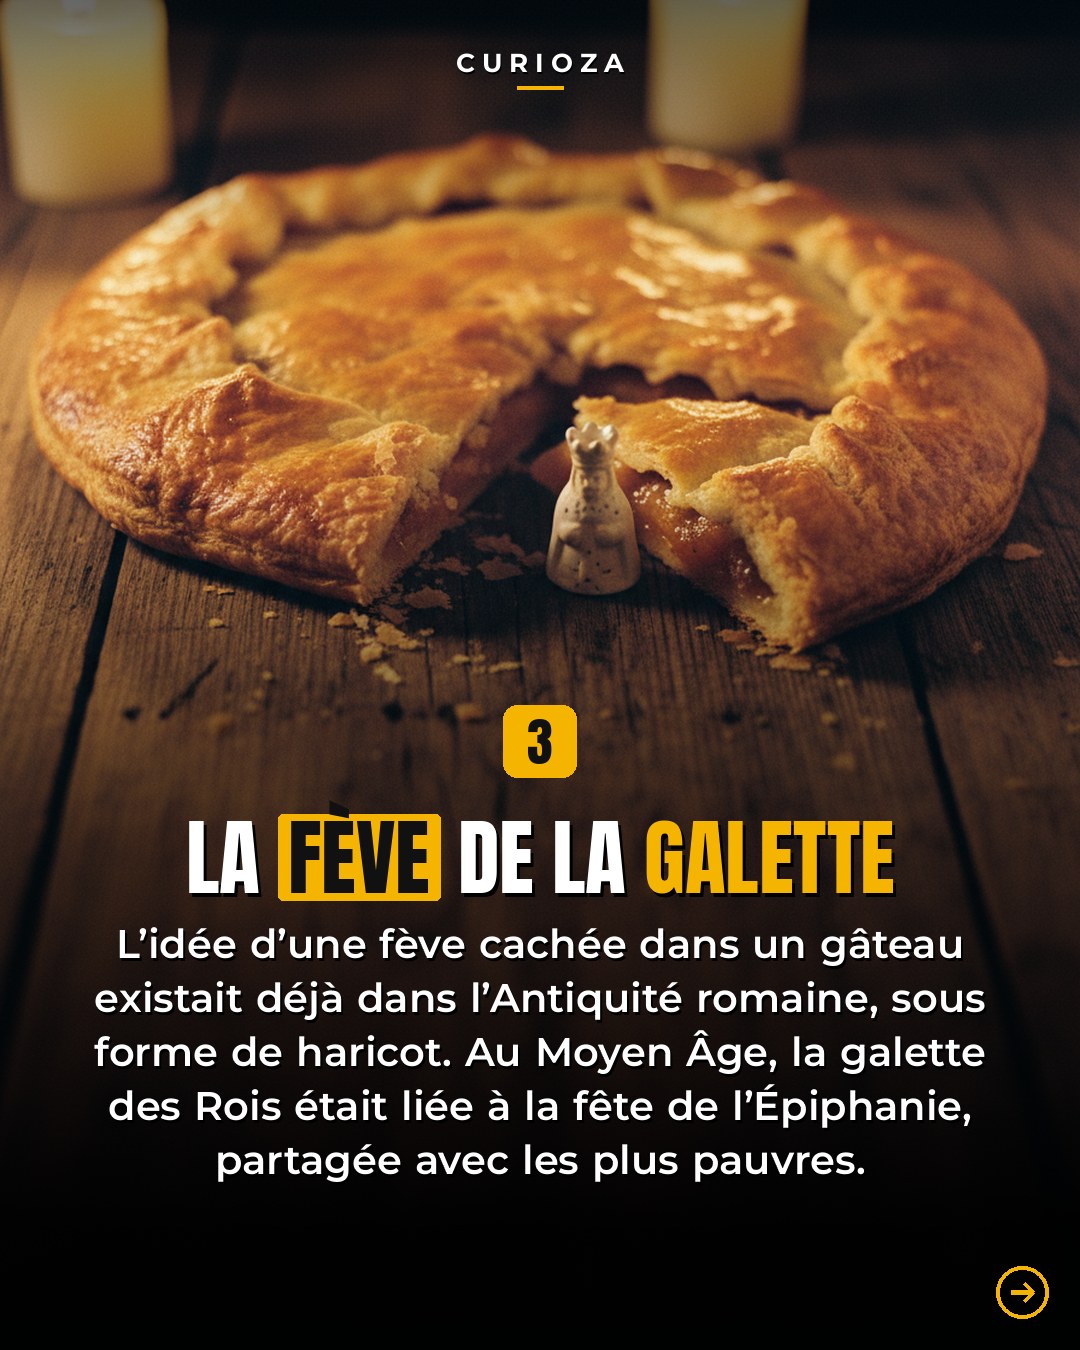 CURIOZA
3
LA FÈVE DE LA GALETTE
L’idée d’une fève cachée dans un gâteau
existait déjà dans l’Antiquité romaine, sous
forme de haricot. Au Moyen Âge, la galette
des Rois était liée à la fête de l’Épiphanie,
partagée avec les plus pauvres.